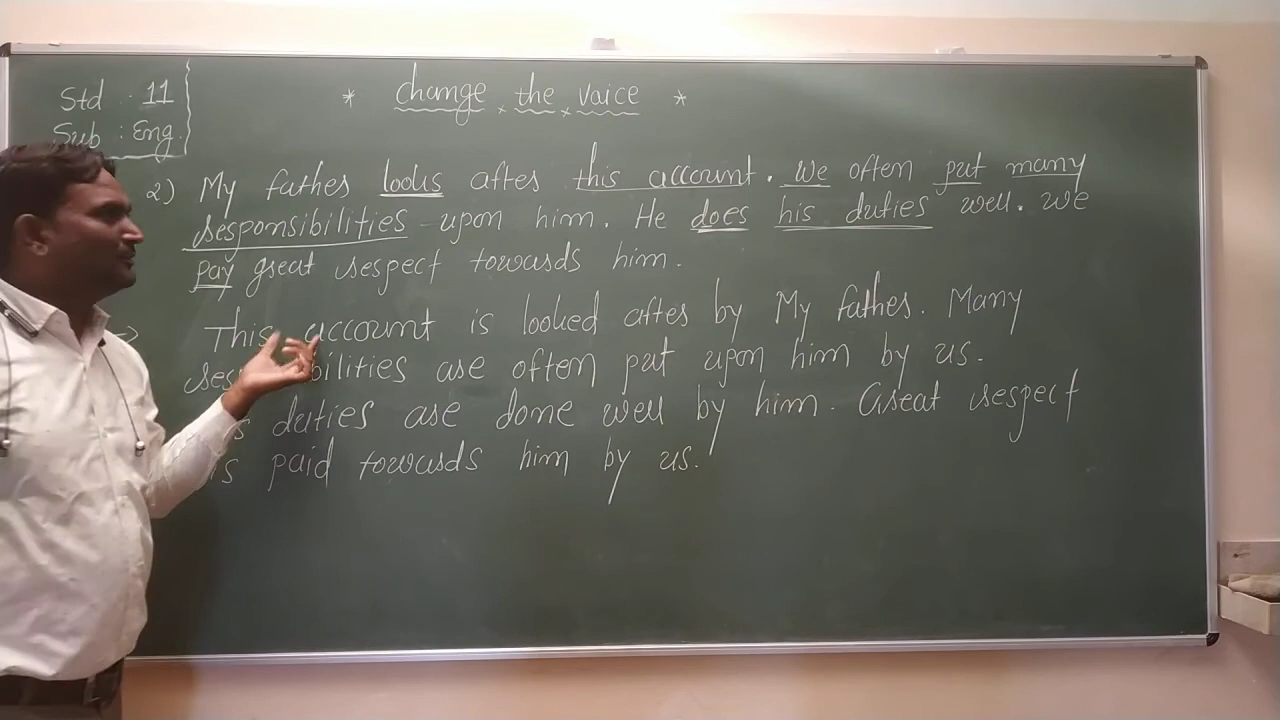 Std : 11
Sub : Eng.
* change the vaice *
2) My father looks after this account. We often put many
responsibilities upon him. He does his duties well. We
pay great respect towards him.
→ This account is looked after by My father. Many
are often put upon him by us.
duties are done well by him. Great respect
is paid towards him by us.